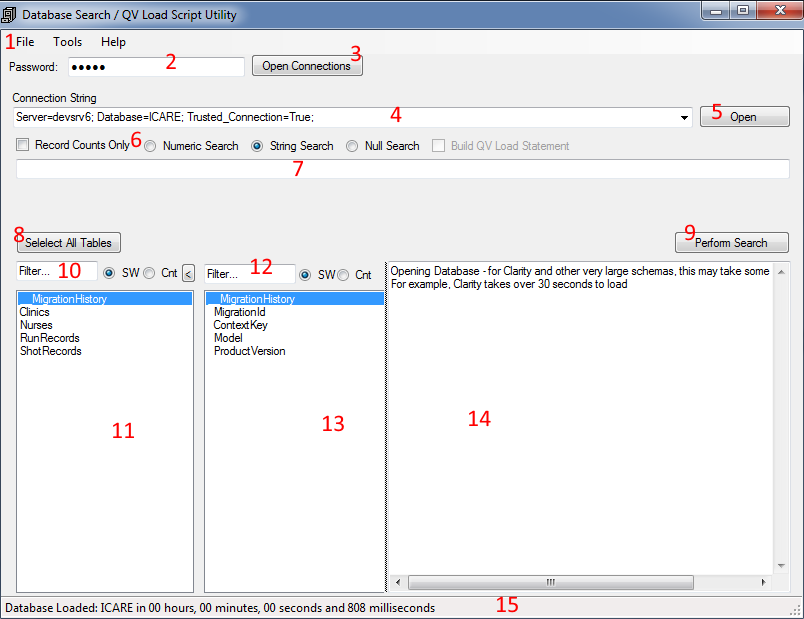 Database Search / QV Load Script Utility
1 File Tools Help
Password: ●●●●● 2 Open Connections 3
Connection String
Server=devsrv6; Database=ICARE; Trusted_Connection=True; 4 5 Open
Record Counts Only 6 Numeric Search String Search Null Search Build QV Load Statement
7
8 Selelect All Tables 9 Perform Search
Filter... 10 SW Cnt < Filter... 12 SW Cnt
__MigrationHistory
Clinics
Nurses
RunRecords
ShotRecords
11
__MigrationHistory
MigrationId
ContextKey
Model
ProductVersion
13
Opening Database - for Clarity and other very large schemas, this may take some
For example, Clarity takes over 30 seconds to load
14
Database Loaded: ICARE in 00 hours, 00 minutes, 00 seconds and 808 milliseconds 15